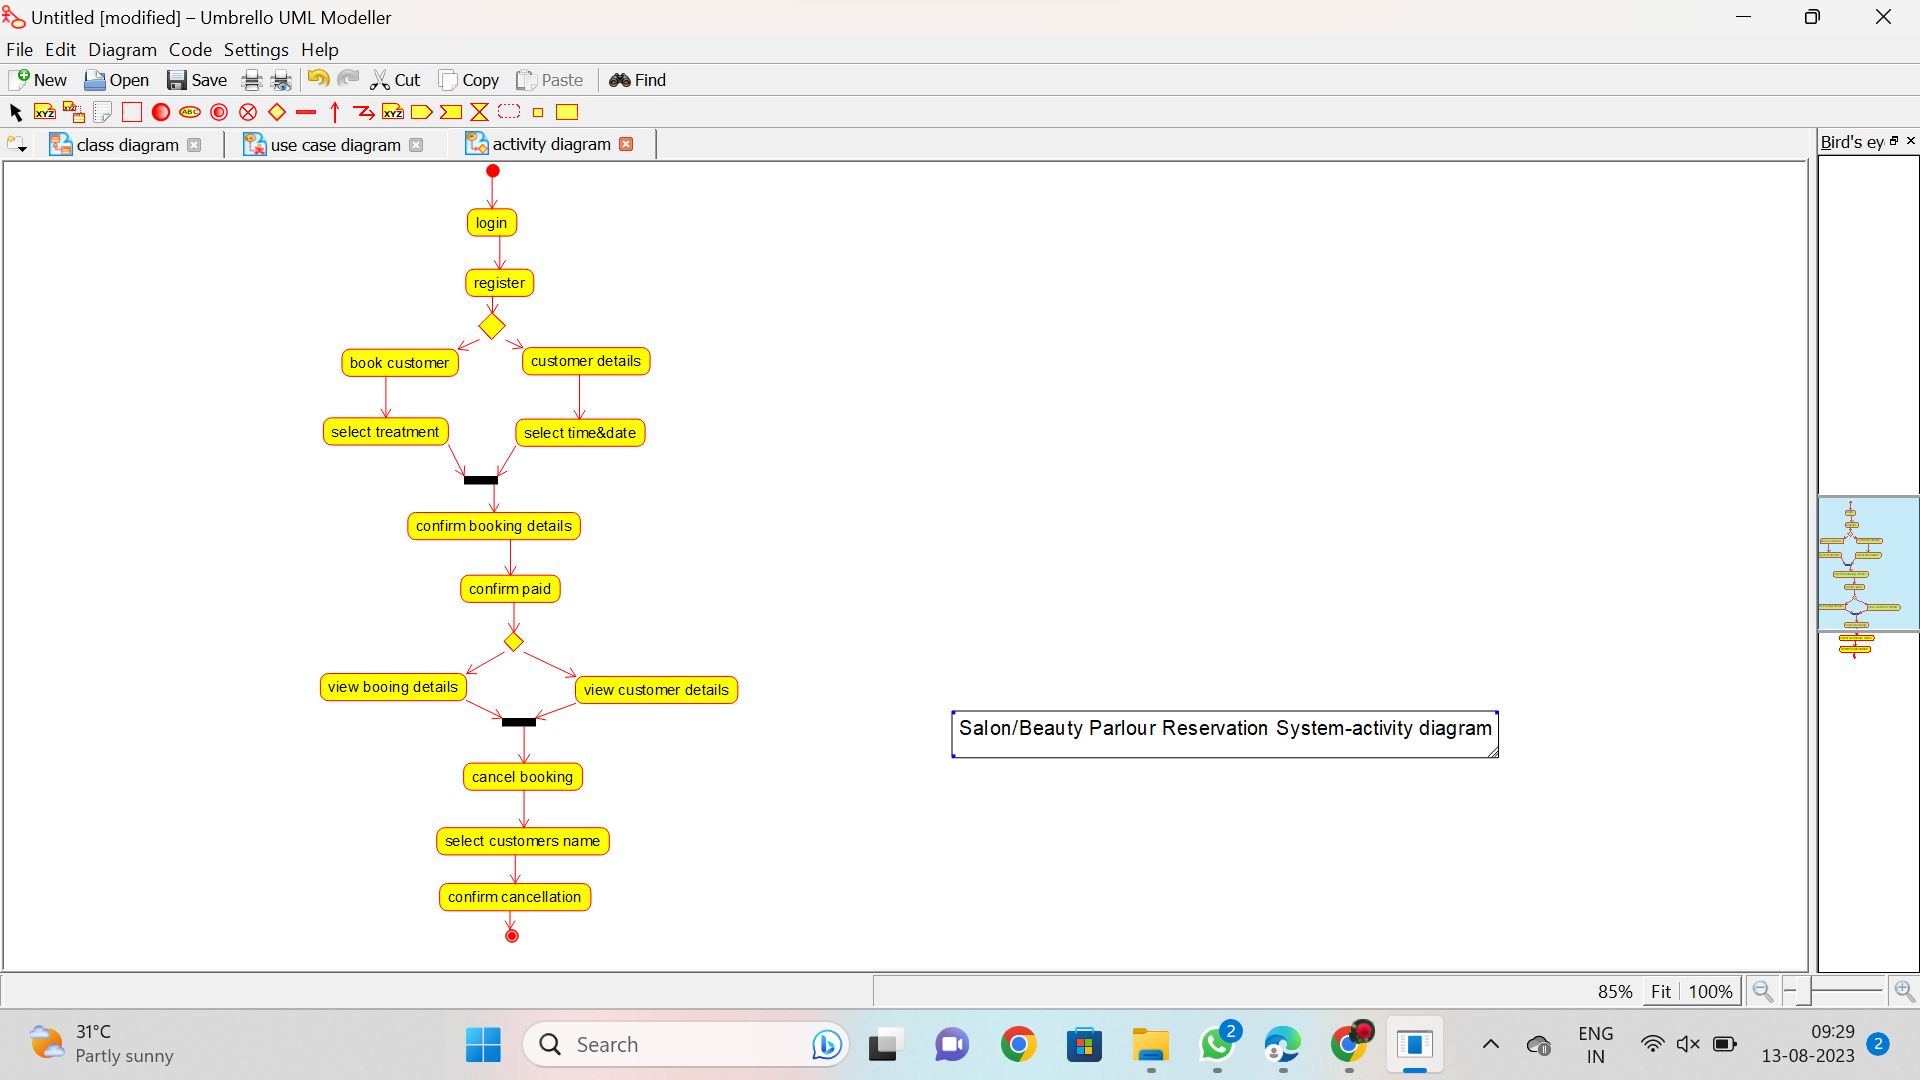 Untitled [modified] – Umbrello UML Modeller
File Edit Diagram Code Settings Help
New Open Save Cut Copy Paste Find
XYZ XYZ ABC XYZ
class diagram use case diagram activity diagram
Bird's ey
login
register
book customer customer details
select treatment select time&date
confirm booking details
confirm paid
view booing details view customer details
Salon/Beauty Parlour Reservation System-activity diagram
cancel booking
select customers name
confirm cancellation
85% Fit 100%
31°C
Partly sunny
Search
2
ENG
IN
09:29
13-08-2023
2